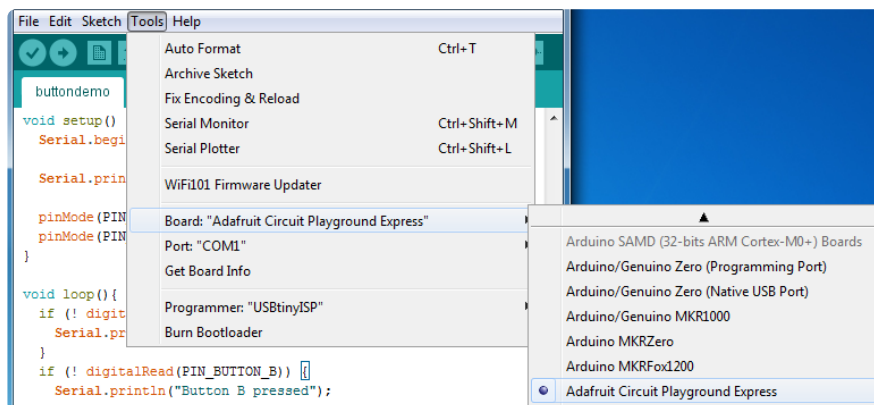 File Edit Sketch Tools Help
Auto Format Ctrl+T
Archive Sketch
Fix Encoding & Reload
Serial Monitor Ctrl+Shift+M
Serial Plotter Ctrl+Shift+L
WiFi101 Firmware Updater
Board: "Adafruit Circuit Playground Express"
Port: "COM1"
Get Board Info
Programmer: "USBtinyISP"
Burn Bootloader
Arduino SAMD (32-bits ARM Cortex-M0+) Boards
Arduino/Genuino Zero (Programming Port)
Arduino/Genuino Zero (Native USB Port)
Arduino/Genuino MKR1000
Arduino MKRZero
Arduino MKRFox1200
Adafruit Circuit Playground Express
buttondemo
void setup()
Serial.begi
Serial.prin
pinMode(PIN
pinMode(PIN
}
void loop(){
if (! digit
Serial.pr
}
if (! digitalRead(PIN_BUTTON_B)) {
Serial.println("Button B pressed");